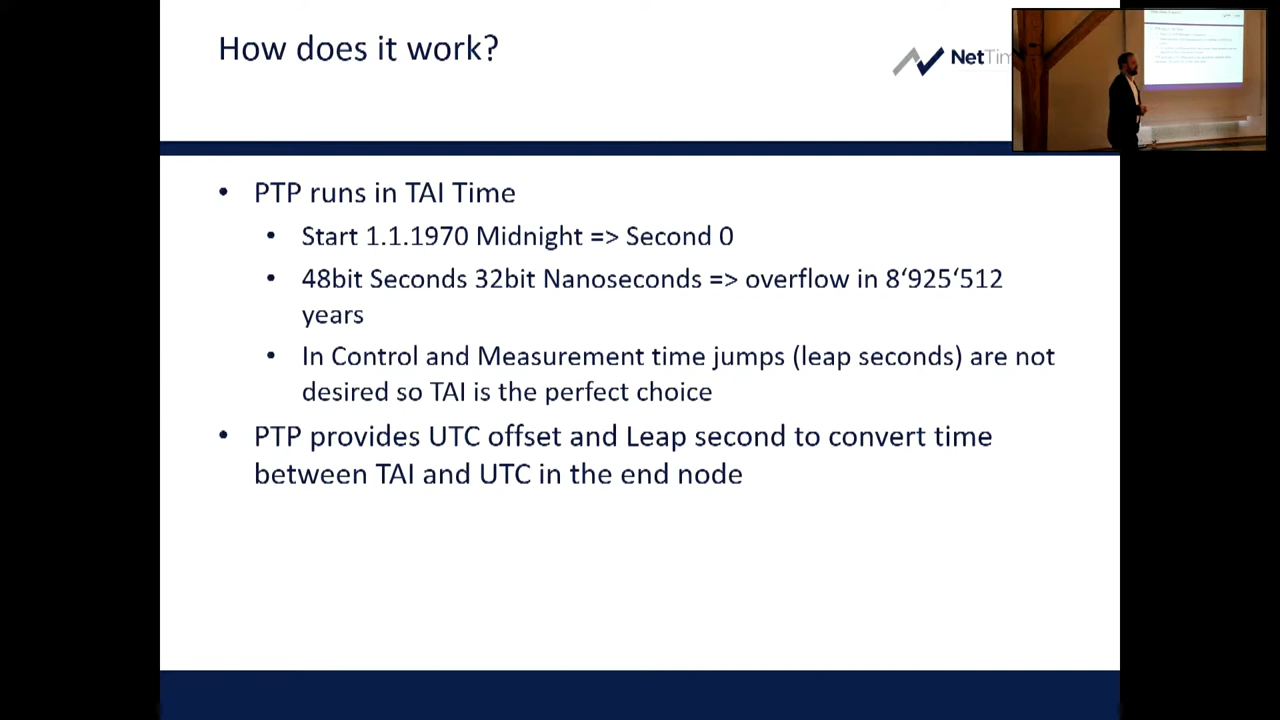 How does it work?
Net
• PTP runs in TAI Time
• Start 1.1.1970 Midnight => Second 0
• 48bit Seconds 32bit Nanoseconds => overflow in 8‘925‘512
years
• In Control and Measurement time jumps (leap seconds) are not
desired so TAI is the perfect choice
• PTP provides UTC offset and Leap second to convert time
between TAI and UTC in the end node